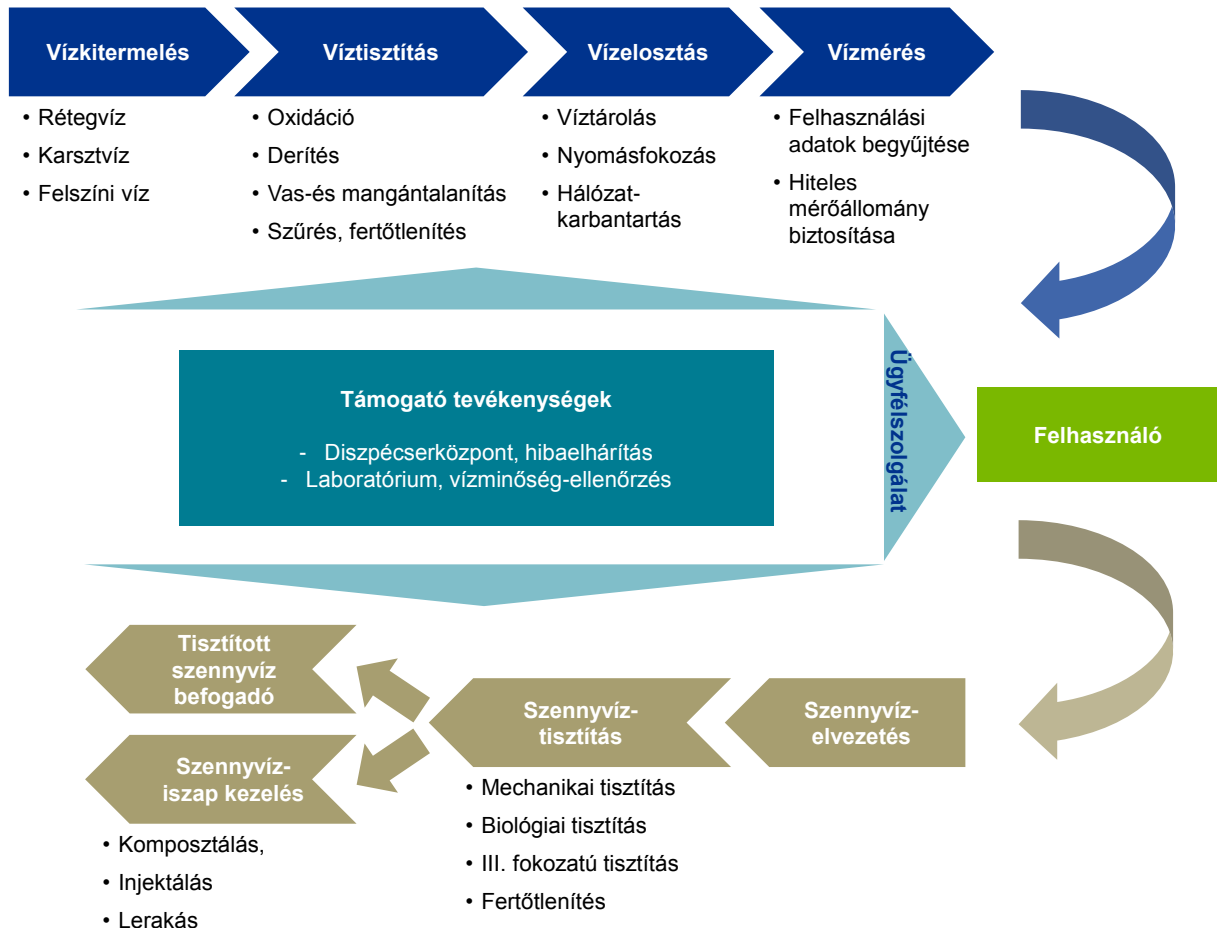 Vízkitermelés
Víztisztítás
Vízelosztás
Vízmérés
• Rétegvíz
• Karsztvíz
• Felszíni víz
• Oxidáció
• Derítés
• Vas-és mangántalanítás
• Szűrés, fertőtlenítés
• Víztárolás
• Nyomásfokozás
• Hálózat-
karbantartás
• Felhasználási
adatok begyűjtése
• Hiteles
mérőállomány
biztosítása
Támogató tevékenységek
- Diszpécserközpont, hibaelhárítás
- Laboratórium, vízminőség-ellenőrzés
Ügyfélszolgálat
Felhasználó
Tisztított
szennyvíz
befogadó
Szennyvíz-
iszap kezelés
Szennyvíz-
tisztítás
Szennyvíz-
elvezetés
• Komposztálás,
• Injektálás
• Lerakás
• Mechanikai tisztítás
• Biológiai tisztítás
• III. fokozatú tisztítás
• Fertőtlenítés